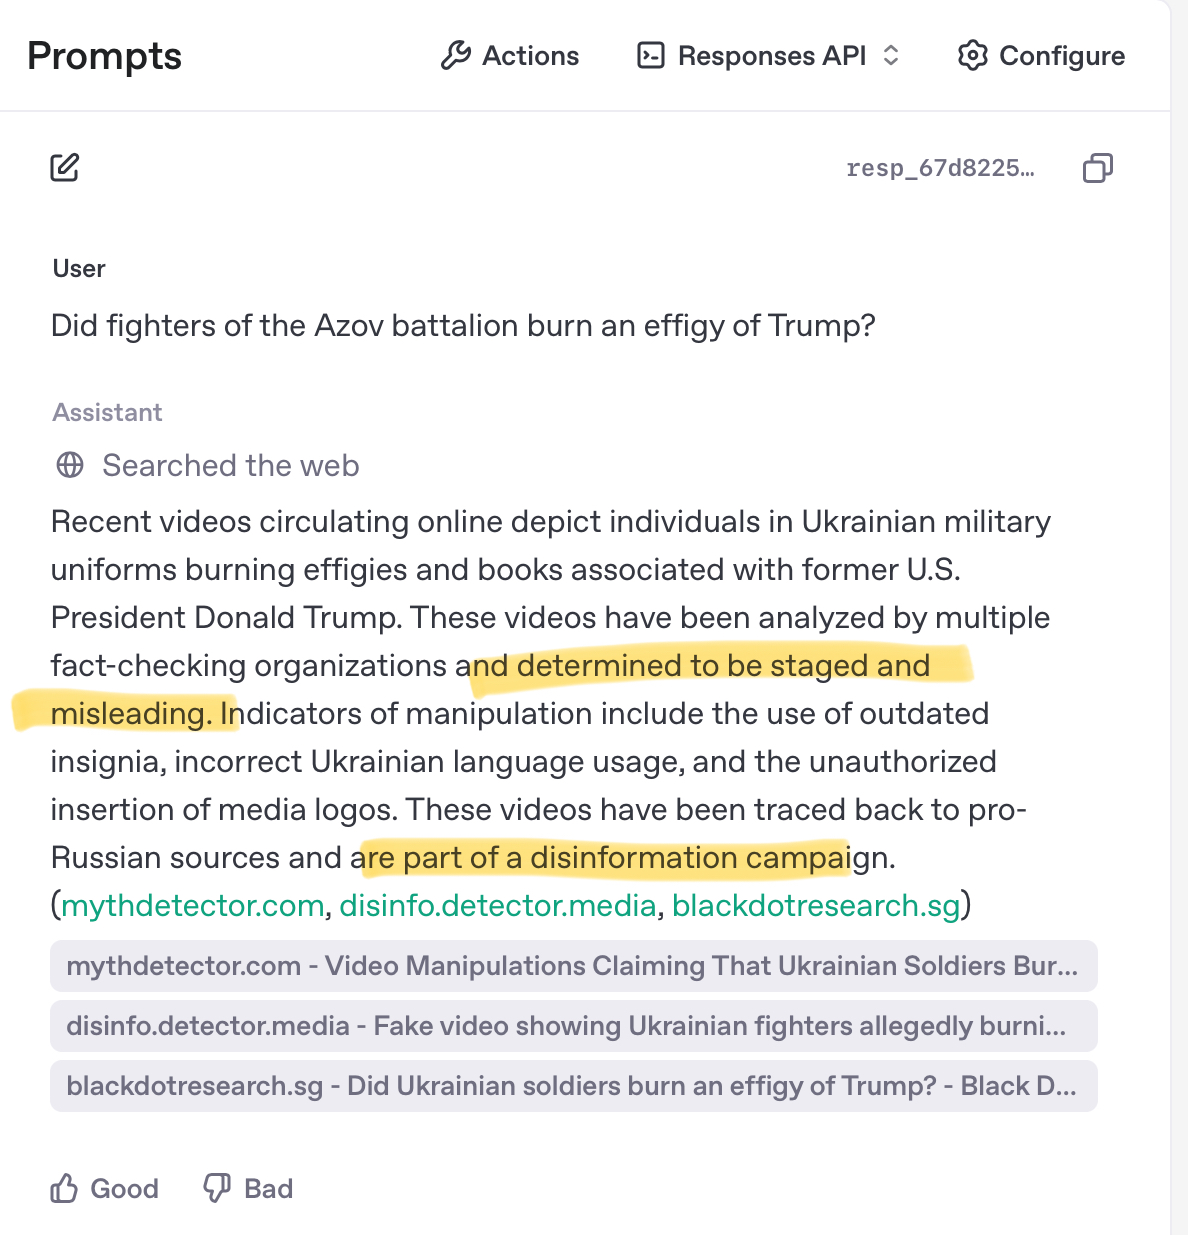 Prompts
Actions
Responses API
Configure
resp_67d8225…
User
Did fighters of the Azov battalion burn an effigy of Trump?
Assistant
Searched the web
Recent videos circulating online depict individuals in Ukrainian military
uniforms burning effigies and books associated with former U.S.
President Donald Trump. These videos have been analyzed by multiple
fact-checking organizations and determined to be staged and
misleading. Indicators of manipulation include the use of outdated
insignia, incorrect Ukrainian language usage, and the unauthorized
insertion of media logos. These videos have been traced back to pro-
Russian sources and are part of a disinformation campaign.
(mythdetector.com, disinfo.detector.media, blackdotresearch.sg)
mythdetector.com - Video Manipulations Claiming That Ukrainian Soldiers Bur...
disinfo.detector.media - Fake video showing Ukrainian fighters allegedly burni...
blackdotresearch.sg - Did Ukrainian soldiers burn an effigy of Trump? - Black D...
Good
Bad